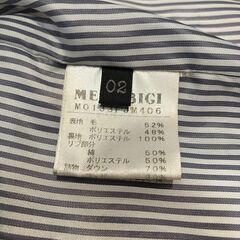 02
表地 毛 52%
ポリエステル 48%
裏地 ポリエステル 100%
リブ部分
綿 50%
ポリエステル 50%
詰物 ダウン 70%